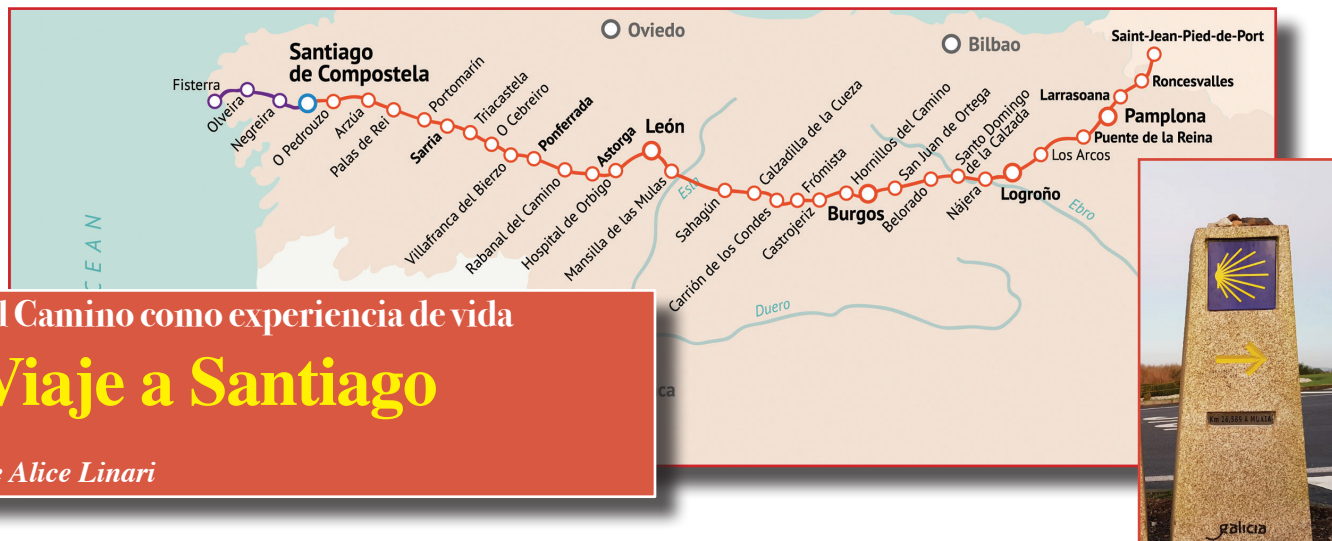 Oviedo
Bilbao
Saint-Jean-Pied-de-Port
Roncesvalles
Larrasoana
Pamplona
Puente de la Reina
Los Arcos
Logroño
Nájera
Santo Domingo
de la Calzada
Belorado
San Juan de Ortega
Burgos
Hornillos del Camino
Castrojeriz
Frómista
Carrión de los Condes
Calzadilla de la Cueza
Sahagún
Mansilla de las Mulas
León
Hospital de Orbigo
Astorga
Rabanal del Camino
Ponferrada
Villafranca del Bierzo
O Cebreiro
Triacastela
Sarria
Portomarín
Palas de Rei
Arzúa
O Pedrouzo
Santiago
de Compostela
Negreira
Olveira
Fisterra
Esla
Ebro
Duero
CEAN
ca
l Camino como experiencia de vida
Viaje a Santiago
e Alice Linari
galicia